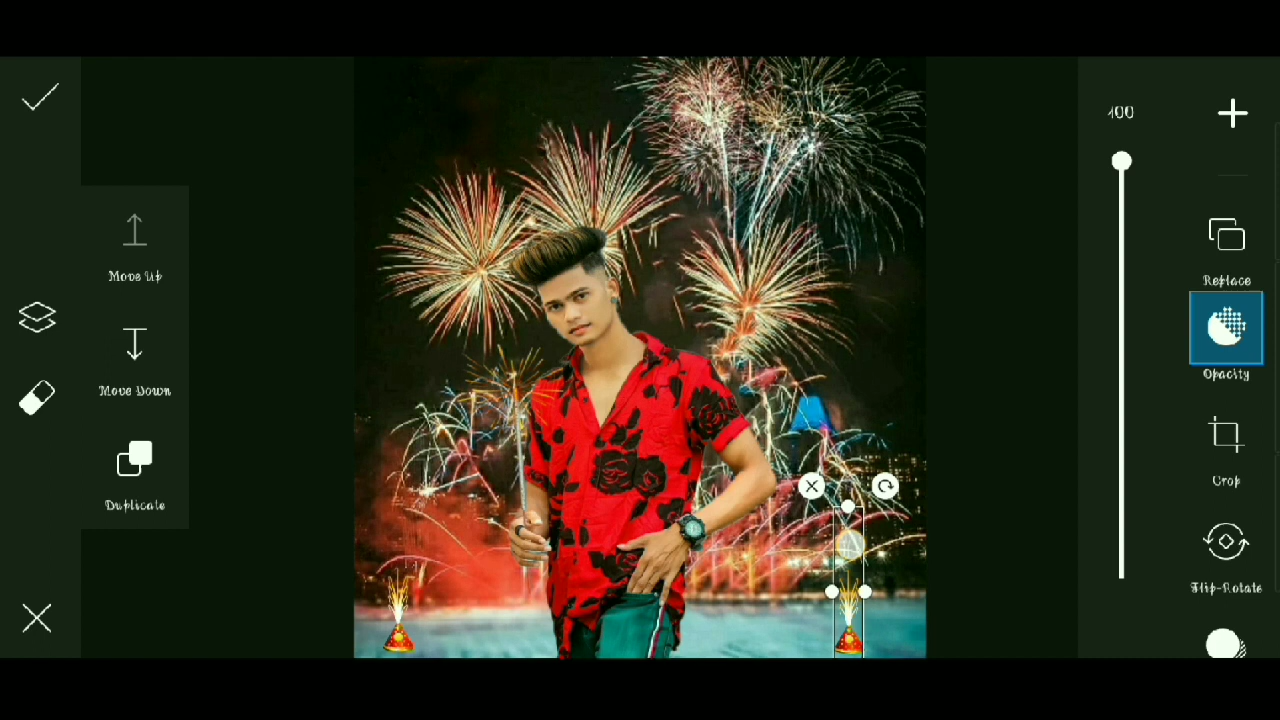 Move Up
Move Down
Duplicate
100
Replace
Opacity
Crop
Flip-Rotate